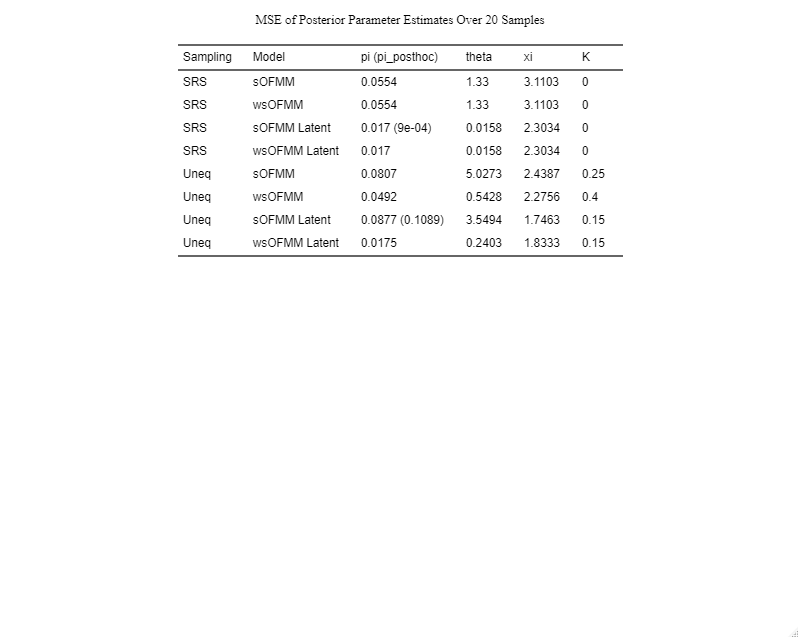 MSE of Posterior Parameter Estimates Over 20 Samples
Sampling Model pi (pi_posthoc) theta xi K
SRS sOFMM 0.0554 1.33 3.1103 0
SRS wsOFMM 0.0554 1.33 3.1103 0
SRS sOFMM Latent 0.017 (9e-04) 0.0158 2.3034 0
SRS wsOFMM Latent 0.017 0.0158 2.3034 0
Uneq sOFMM 0.0807 5.0273 2.4387 0.25
Uneq wsOFMM 0.0492 0.5428 2.2756 0.4
Uneq sOFMM Latent 0.0877 (0.1089) 3.5494 1.7463 0.15
Uneq wsOFMM Latent 0.0175 0.2403 1.8333 0.15